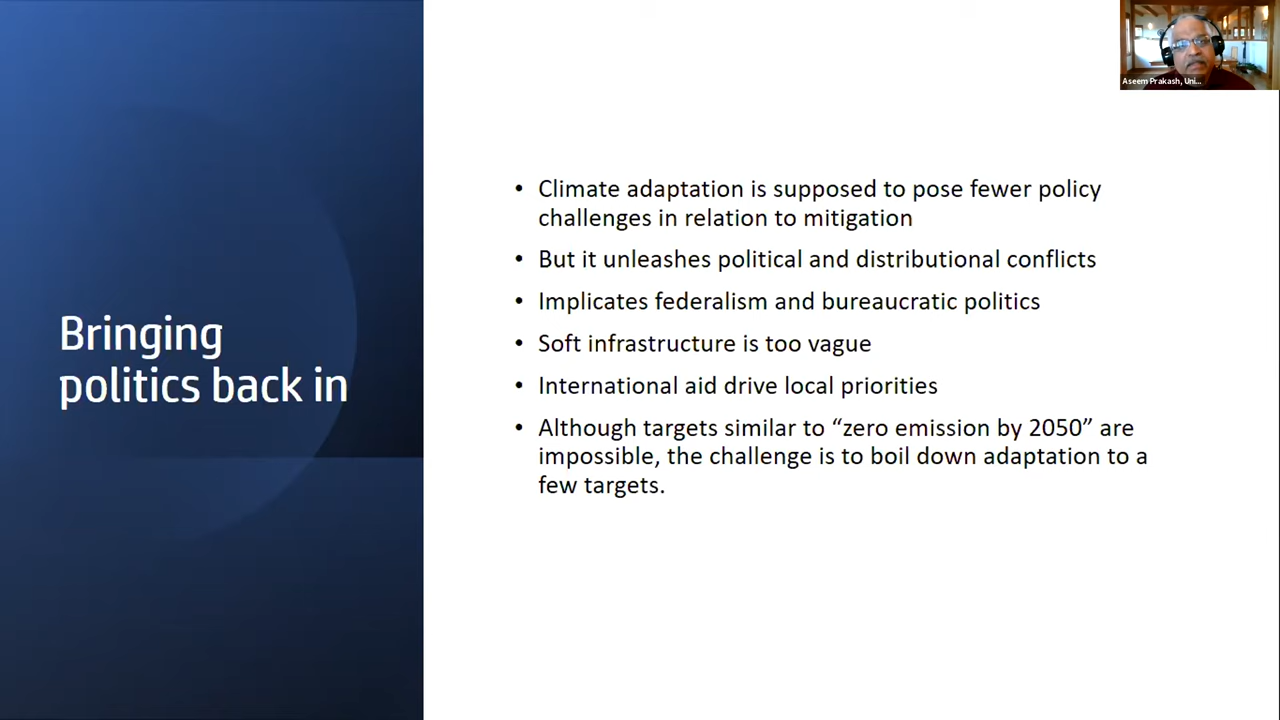 Aseem Prakash, Uni...
Bringing
politics back in
• Climate adaptation is supposed to pose fewer policy
challenges in relation to mitigation
• But it unleashes political and distributional conflicts
• Implicates federalism and bureaucratic politics
• Soft infrastructure is too vague
• International aid drive local priorities
• Although targets similar to “zero emission by 2050” are
impossible, the challenge is to boil down adaptation to a
few targets.